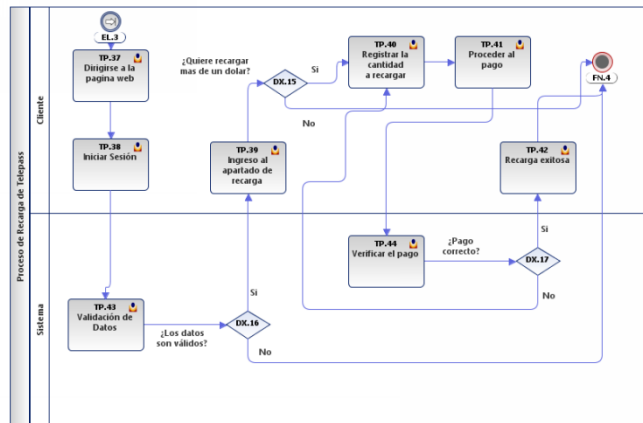 Proceso de Recarga de Telepass
Cliente
Sistema
EL.3
TP.37
Dirigirse a la
pagina web
TP.38
Iniciar Sesión
TP.43
Validación de
Datos
¿Los datos
son válidos?
DX.16
Si
No
TP.39
Ingreso al
apartado de
recarga
¿Quiere recargar
mas de un dolar?
DX.15
Sí
No
TP.40
Registrar la
cantidad
a recargar
TP.41
Proceder al
pago
TP.44
Verificar el pago
¿Pago
correcto?
DX.17
Si
No
TP.42
Recarga exitosa
FN.4